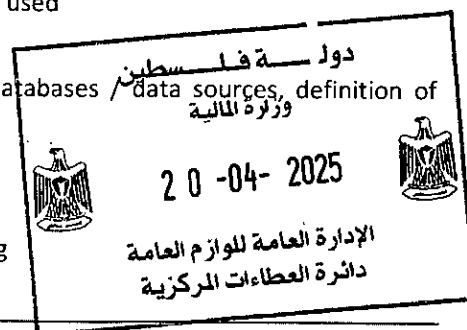 used
دولــــة فـلـــسطين
atabases / data sources, definition of
وزارة المالية
20 -04- 2025
الإدارة العامة للوازم العامة
g
دائرة العطاءات المركزية